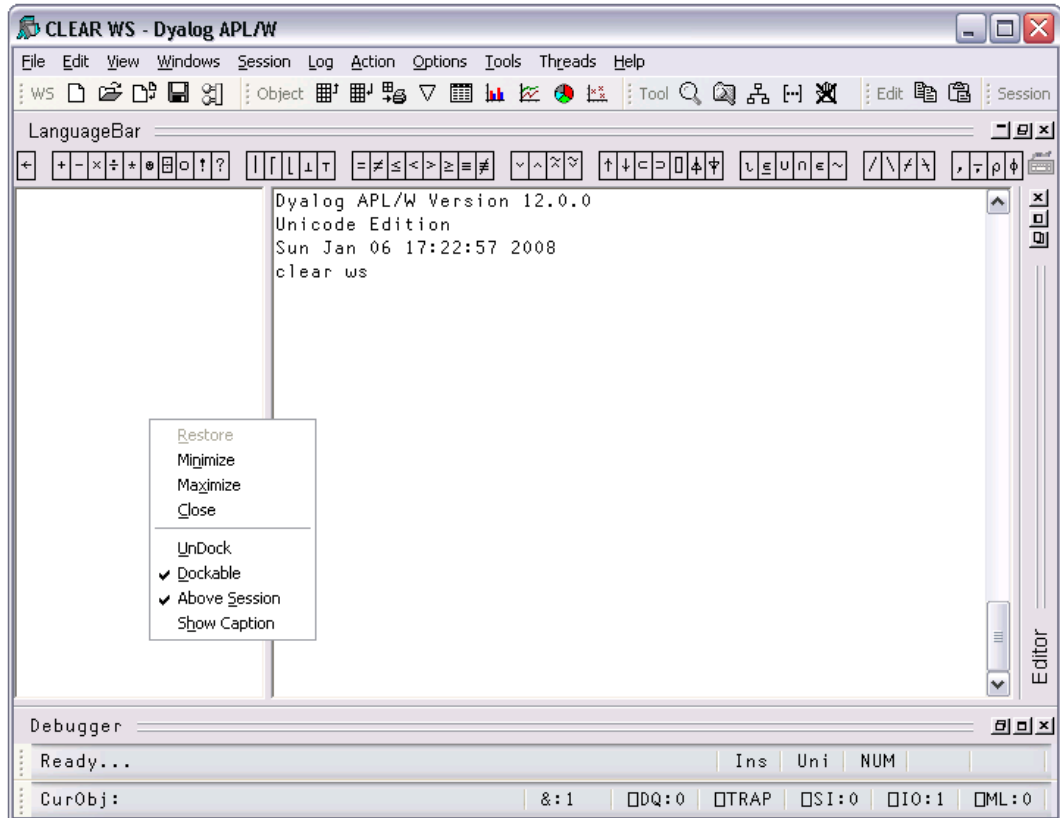 CLEAR WS - Dyalog APL/W
File Edit View Windows Session Log Action Options Tools Threads Help
WS Object Tool Edit Session
LanguageBar
← + - × ÷ * ⍟ ⌹ ○ ! ? | ⌈ ⌊ ⊥ ⊤ = ≠ ≤ < > ≥ ≡ ≢ ∨ ∧ ⍲ ⍱ ↑ ↓ ⊂ ⊃ ⌷ ⍋ ⍒ ⍳ ⍷ ∪ ∩ ∊ ~ / \ ⌿ ⍀ , ⍪ ⍴ ⌽
Dyalog APL/W Version 12.0.0
Unicode Edition
Sun Jan 06 17:22:57 2008
clear ws
Restore
Minimize
Maximize
Close
UnDock
Dockable
Above Session
Show Caption
Editor
Debugger
Ready... Ins Uni NUM
CurObj: &:1 ⎕DQ:0 ⎕TRAP ⎕SI:0 ⎕IO:1 ⎕ML:0